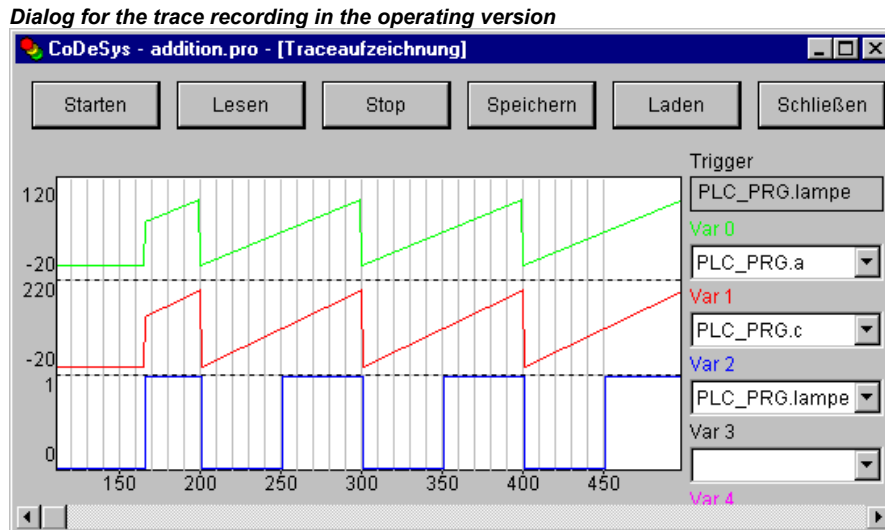 Dialog for the trace recording in the operating version
CoDeSys - addition.pro - [Traceaufzeichnung]
Starten Lesen Stop Speichern Laden Schließen
Trigger
PLC_PRG.lampe
Var 0
PLC_PRG.a
Var 1
PLC_PRG.c
Var 2
PLC_PRG.lampe
Var 3
Var 4
120
-20
220
-20
1
0
150 200 250 300 350 400 450